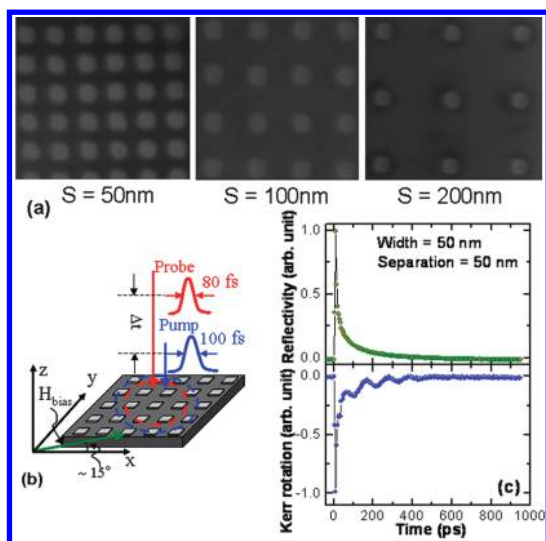 S = 50nm
S = 100nm
S = 200nm
(a)
Probe
80 fs
Δt
Pump
100 fs
z
y
H bias
x
~ 15°
(b)
Reflectivity (arb. unit)
1.0
0.5
0.0
Width = 50 nm
Separation = 50 nm
Kerr rotation (arb. unit)
0.0
-0.5
-1.0
(c)
0 200 400 600 800 1000
Time (ps)